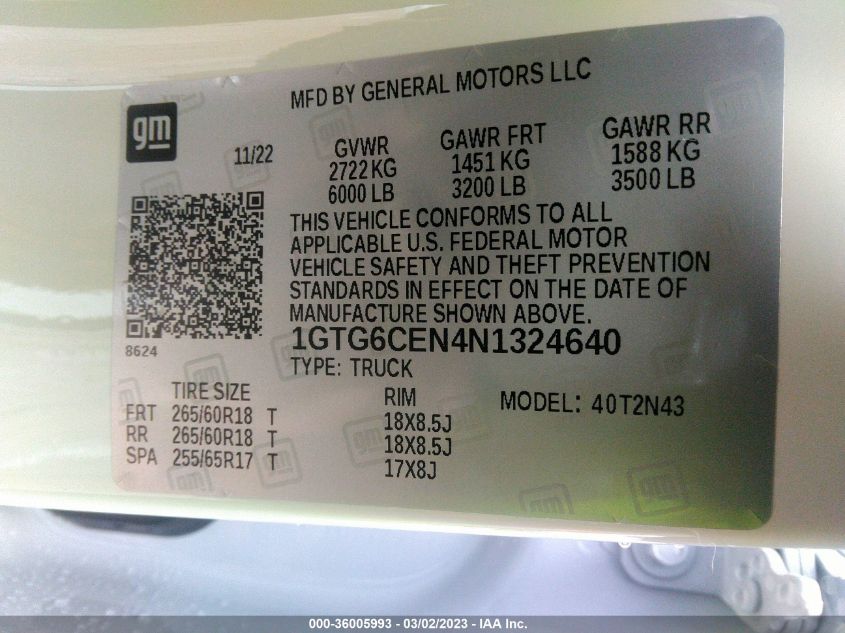 MFD BY GENERAL MOTORS LLC
gm
11/22
GVWR GAWR FRT GAWR RR
2722 KG 1451 KG 1588 KG
6000 LB 3200 LB 3500 LB
THIS VEHICLE CONFORMS TO ALL
APPLICABLE U.S. FEDERAL MOTOR
VEHICLE SAFETY AND THEFT PREVENTION
STANDARDS IN EFFECT ON THE DATE OF
MANUFACTURE SHOWN ABOVE.
8624
1GTG6CEN4N1324640
TYPE: TRUCK
TIRE SIZE RIM MODEL: 40T2N43
FRT 265/60R18 T 18X8.5J
RR 265/60R18 T 18X8.5J
SPA 255/65R17 T 17X8J
000-36005993 - 03/02/2023 - IAA Inc.